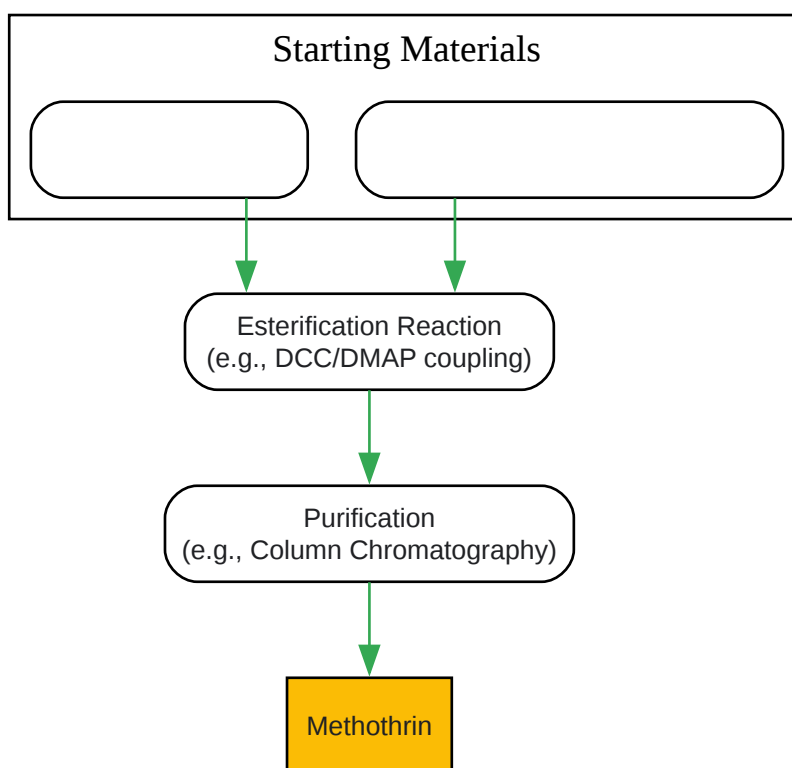 Starting Materials
Esterification Reaction
(e.g., DCC/DMAP coupling)
Purification
(e.g., Column Chromatography)
Methothrin